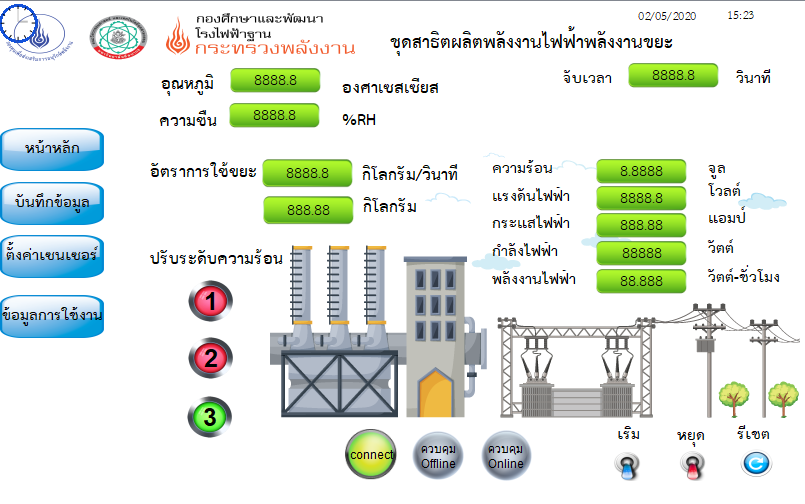 กองศึกษาและพัฒนา
โรงไฟฟ้าฐาน
กระทรวงพลังงาน
02/05/2020 15:23
ชุดสาธิตผลิตพลังงานไฟฟ้าพลังงานขยะ
อุณหภูมิ 8888.8 องศาเซสเซียส
จับเวลา 8888.8 วินาที
ความชืน 8888.8 %RH
หน้าหลัก
บันทึกข้อมูล
ตั้งค่าเซนเซอร์
ข้อมูลการใช้งาน
อัตราการใช้ขยะ 8888.8 กิโลกรัม/วินาที
888.88 กิโลกรัม
ความร้อน 8.8888 จูล
แรงดันไฟฟ้า 8888.8 โวลต์
กระแสไฟฟ้า 888.88 แอมป์
กำลังไฟฟ้า 88888 วัตต์
พลังงานไฟฟ้า 88.888 วัตต์-ชั่วโมง
ปรับระดับความร้อน
1
2
3
connect
ควบคุม
Offline
ควบคุม
Online
เริม
หยุด
รีเซต